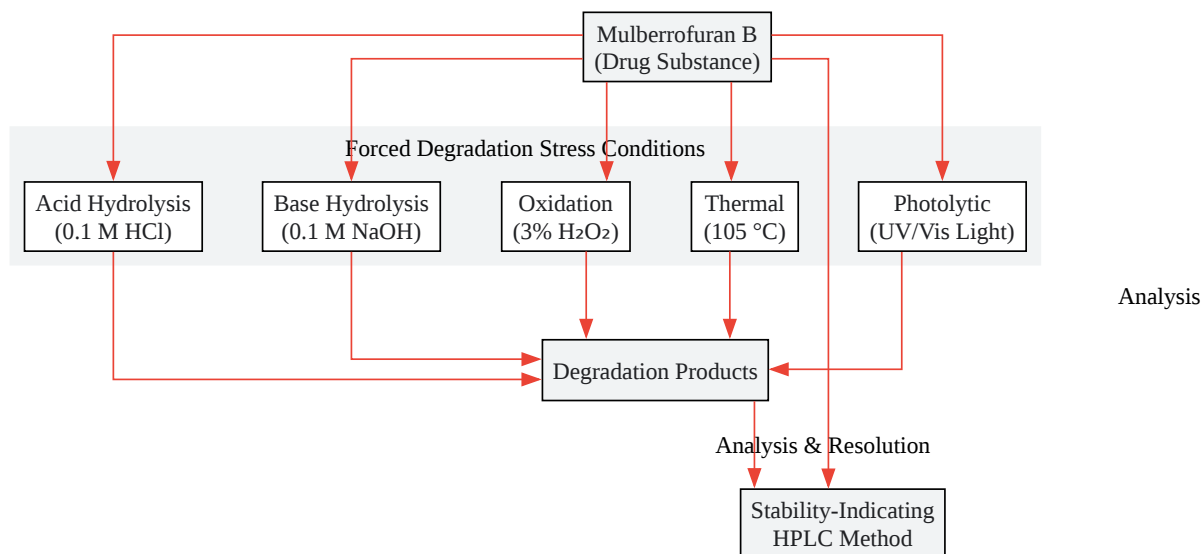 Mulberrofuran B
(Drug Substance)
Forced Degradation Stress Conditions
Acid Hydrolysis
(0.1 M HCl)
Base Hydrolysis
(0.1 M NaOH)
Oxidation
(3% H₂O₂)
Thermal
(105 °C)
Photolytic
(UV/Vis Light)
Analysis
Degradation Products
Analysis & Resolution
Stability-Indicating
HPLC Method